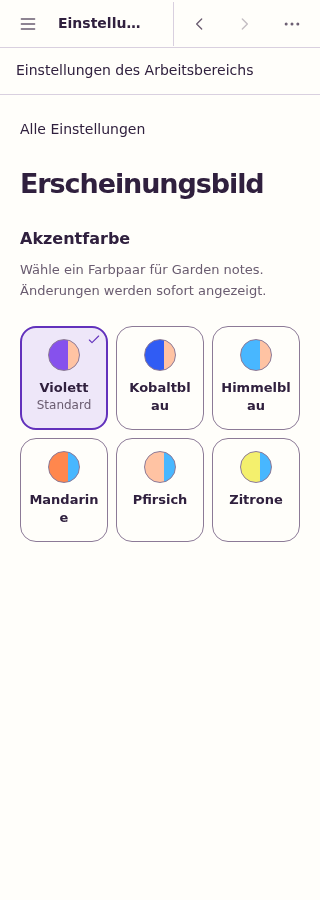 Einstellu…
Einstellungen des Arbeitsbereichs
Alle Einstellungen
Erscheinungsbild
Akzentfarbe
Wähle ein Farbpaar für Garden notes.
Änderungen werden sofort angezeigt.
Violett
Standard
Kobaltbl
au
Himmelbl
au
Mandarin
e
Pfirsich
Zitrone